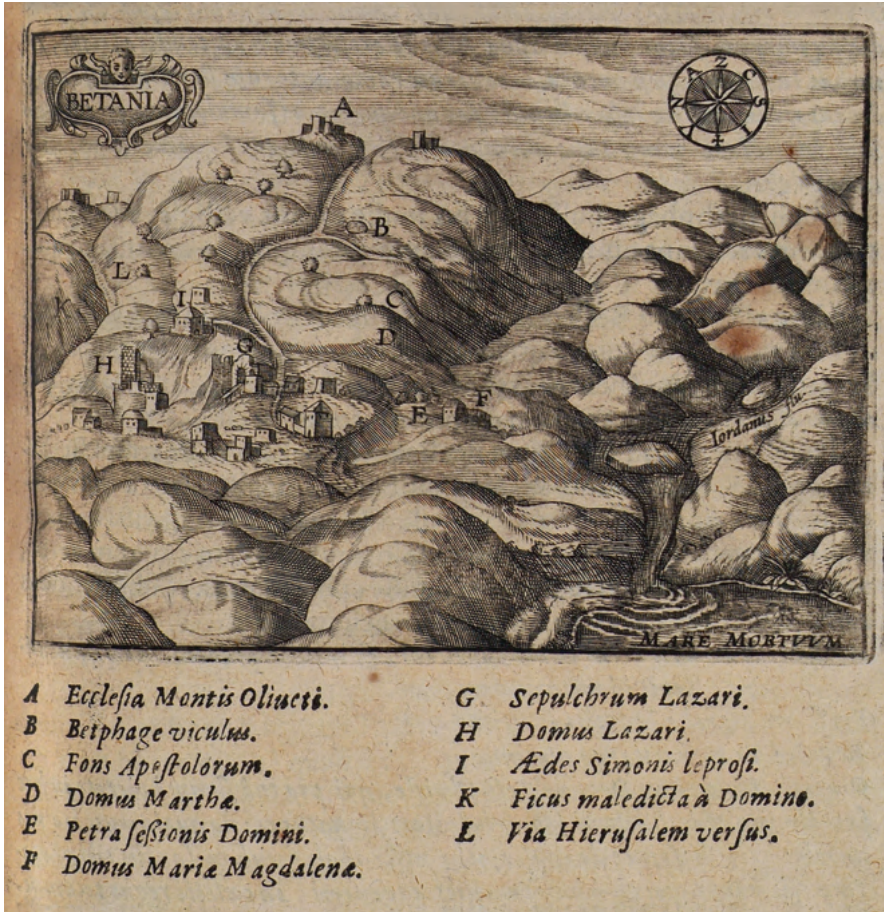 BETANIA
A
Z
C
S
I
V
N
A
B
L
C
K
I
D
H
G
E
F
Iordanus flu.
MARE MORTVVM
A Ecclesia Montis Oliueti.
B Betphage viculus.
C Fons Apostolorum.
D Domus Marthæ.
E Petra seßionis Domini.
F Domus Mariæ Magdalenæ.
G Sepulchrum Lazari.
H Domus Lazari.
I Ædes Simonis leprosi.
K Ficus maledicta à Domino.
L Via Hierusalem versus.